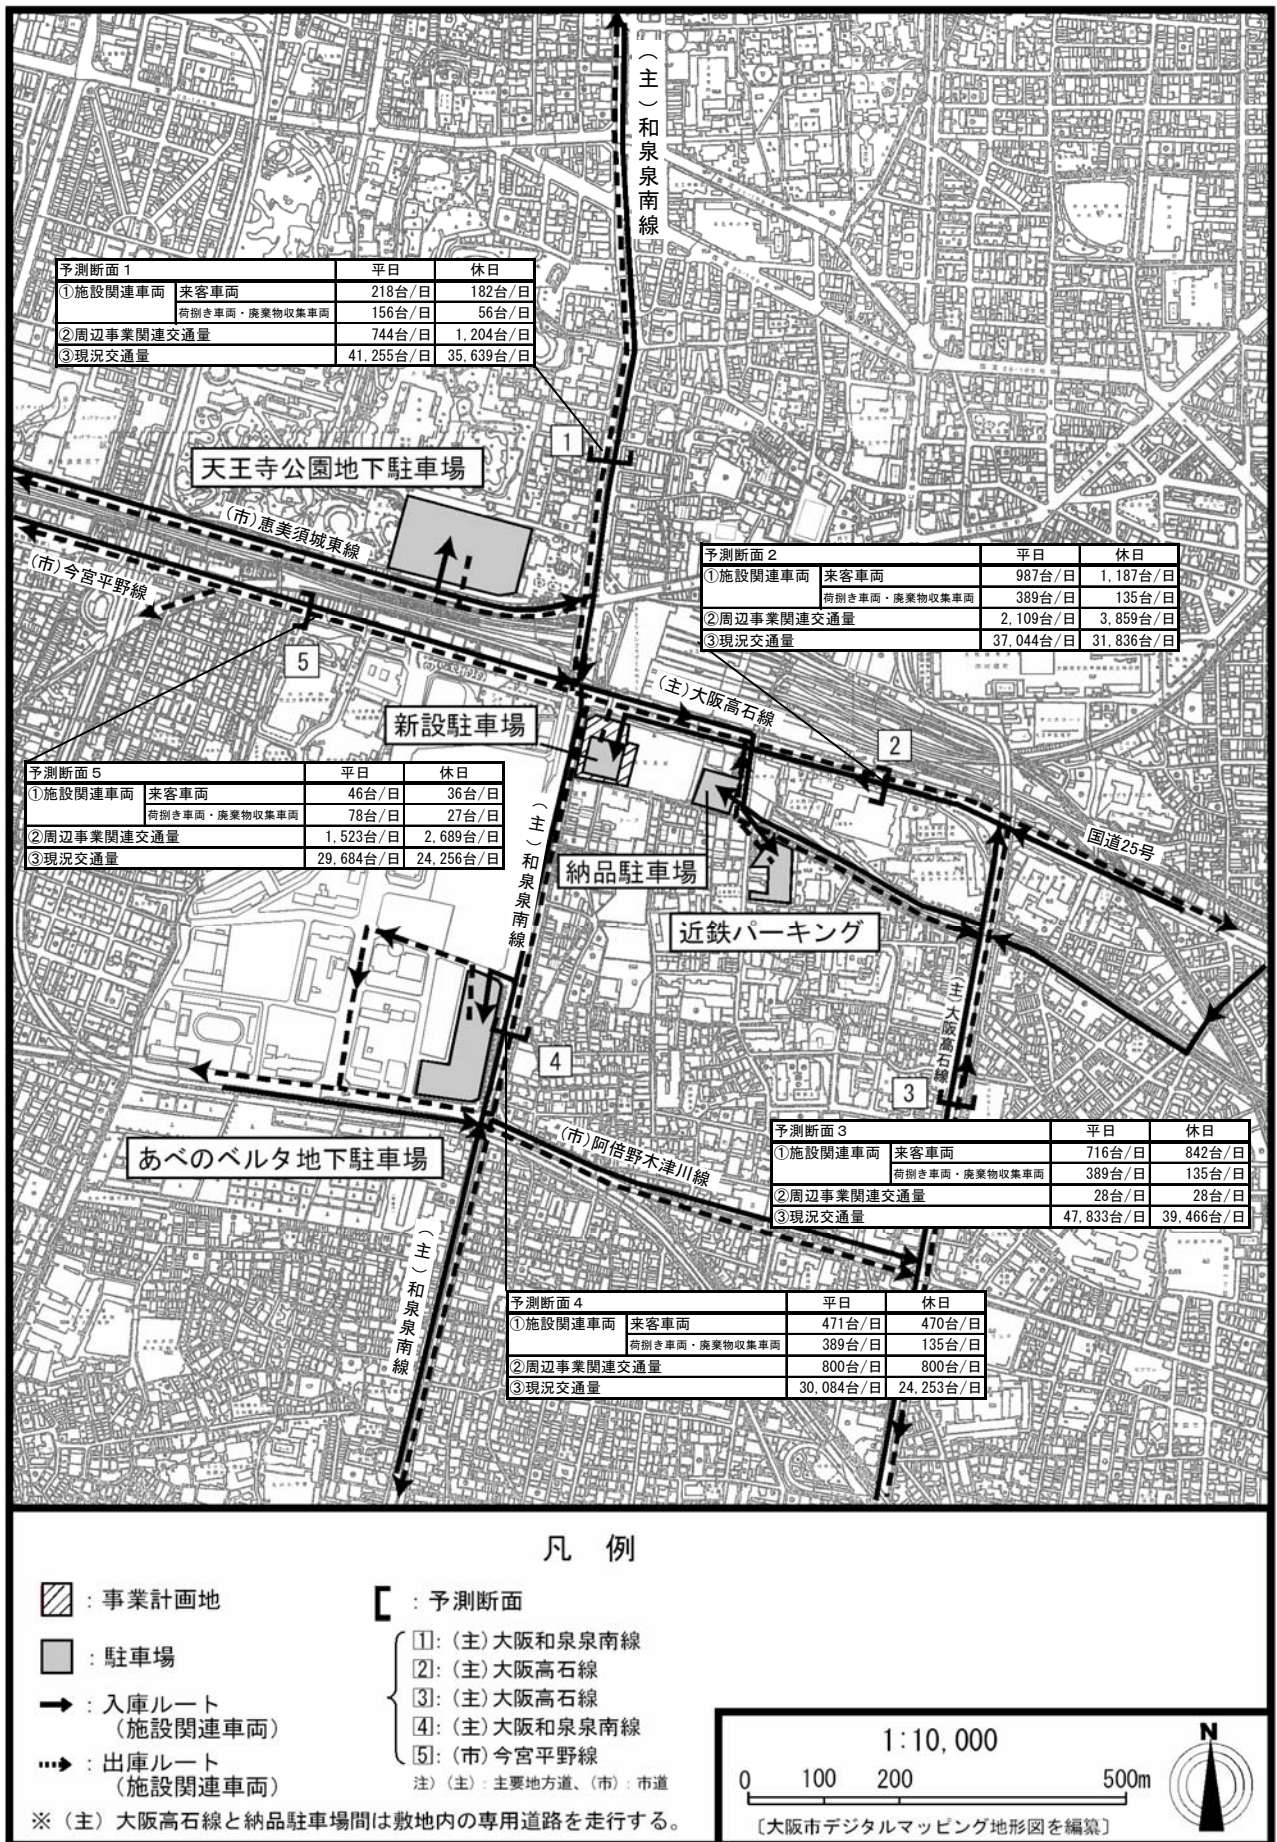 (主)和泉泉南線
予測断面1 平日 休日
①施設関連車両 来客車両 218台/日 182台/日
荷捌き車両・廃棄物収集車両 156台/日 56台/日
②周辺事業関連交通量 744台/日 1,204台/日
③現況交通量 41,255台/日 35,639台/日
1
天王寺公園地下駐車場
(市)恵美須城東線
(市)今宮平野線
予測断面2 平日 休日
①施設関連車両 来客車両 987台/日 1,187台/日
荷捌き車両・廃棄物収集車両 389台/日 135台/日
②周辺事業関連交通量 2,109台/日 3,859台/日
③現況交通量 37,044台/日 31,836台/日
5
(主)大阪高石線
新設駐車場
2
予測断面5 平日 休日
①施設関連車両 来客車両 46台/日 36台/日
荷捌き車両・廃棄物収集車両 78台/日 27台/日
②周辺事業関連交通量 1,523台/日 2,689台/日
③現況交通量 29,684台/日 24,256台/日
(主)和泉泉南線
国道25号
納品駐車場
近鉄パーキング
(主)大阪高石線
4
3
あべのベルタ地下駐車場
(市)阿倍野木津川線
予測断面3 平日 休日
①施設関連車両 来客車両 716台/日 842台/日
荷捌き車両・廃棄物収集車両 389台/日 135台/日
②周辺事業関連交通量 28台/日 28台/日
③現況交通量 47,833台/日 39,466台/日
(主)和泉泉南線
予測断面4 平日 休日
①施設関連車両 来客車両 471台/日 470台/日
荷捌き車両・廃棄物収集車両 389台/日 135台/日
②周辺事業関連交通量 800台/日 800台/日
③現況交通量 30,084台/日 24,253台/日
凡 例
:事業計画地
:駐車場
:入庫ルート
(施設関連車両)
:出庫ルート
(施設関連車両)
:予測断面
1:(主)大阪和泉泉南線
2:(主)大阪高石線
3:(主)大阪高石線
4:(主)大阪和泉泉南線
5:(市)今宮平野線
注)(主):主要地方道、(市):市道
※(主)大阪高石線と納品駐車場間は敷地内の専用道路を走行する。
1:10,000
N
0 100 200 500m
〔大阪市デジタルマッピング地形図を編纂〕